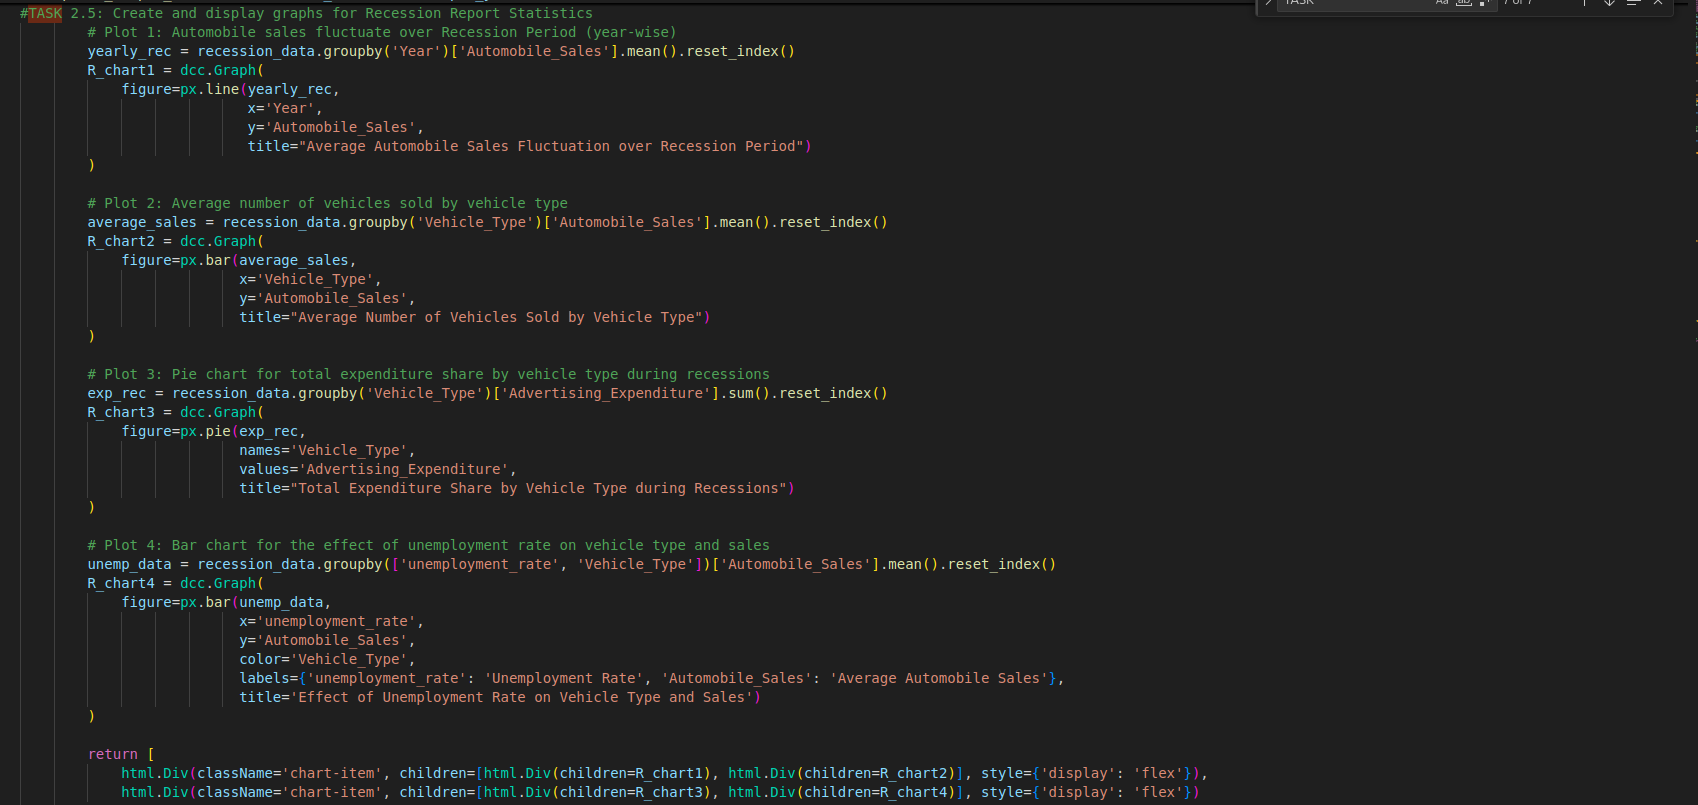 TASK Aa ab 7 of 7
#TASK 2.5: Create and display graphs for Recession Report Statistics
# Plot 1: Automobile sales fluctuate over Recession Period (year-wise)
yearly_rec = recession_data.groupby('Year')['Automobile_Sales'].mean().reset_index()
R_chart1 = dcc.Graph(
figure=px.line(yearly_rec,
x='Year',
y='Automobile_Sales',
title="Average Automobile Sales Fluctuation over Recession Period")
)
# Plot 2: Average number of vehicles sold by vehicle type
average_sales = recession_data.groupby('Vehicle_Type')['Automobile_Sales'].mean().reset_index()
R_chart2 = dcc.Graph(
figure=px.bar(average_sales,
x='Vehicle_Type',
y='Automobile_Sales',
title="Average Number of Vehicles Sold by Vehicle Type")
)
# Plot 3: Pie chart for total expenditure share by vehicle type during recessions
exp_rec = recession_data.groupby('Vehicle_Type')['Advertising_Expenditure'].sum().reset_index()
R_chart3 = dcc.Graph(
figure=px.pie(exp_rec,
names='Vehicle_Type',
values='Advertising_Expenditure',
title="Total Expenditure Share by Vehicle Type during Recessions")
)
# Plot 4: Bar chart for the effect of unemployment rate on vehicle type and sales
unemp_data = recession_data.groupby(['unemployment_rate', 'Vehicle_Type'])['Automobile_Sales'].mean().reset_index()
R_chart4 = dcc.Graph(
figure=px.bar(unemp_data,
x='unemployment_rate',
y='Automobile_Sales',
color='Vehicle_Type',
labels={'unemployment_rate': 'Unemployment Rate', 'Automobile_Sales': 'Average Automobile Sales'},
title='Effect of Unemployment Rate on Vehicle Type and Sales')
)
return [
html.Div(className='chart-item', children=[html.Div(children=R_chart1), html.Div(children=R_chart2)], style={'display': 'flex'}),
html.Div(className='chart-item', children=[html.Div(children=R_chart3), html.Div(children=R_chart4)], style={'display': 'flex'})